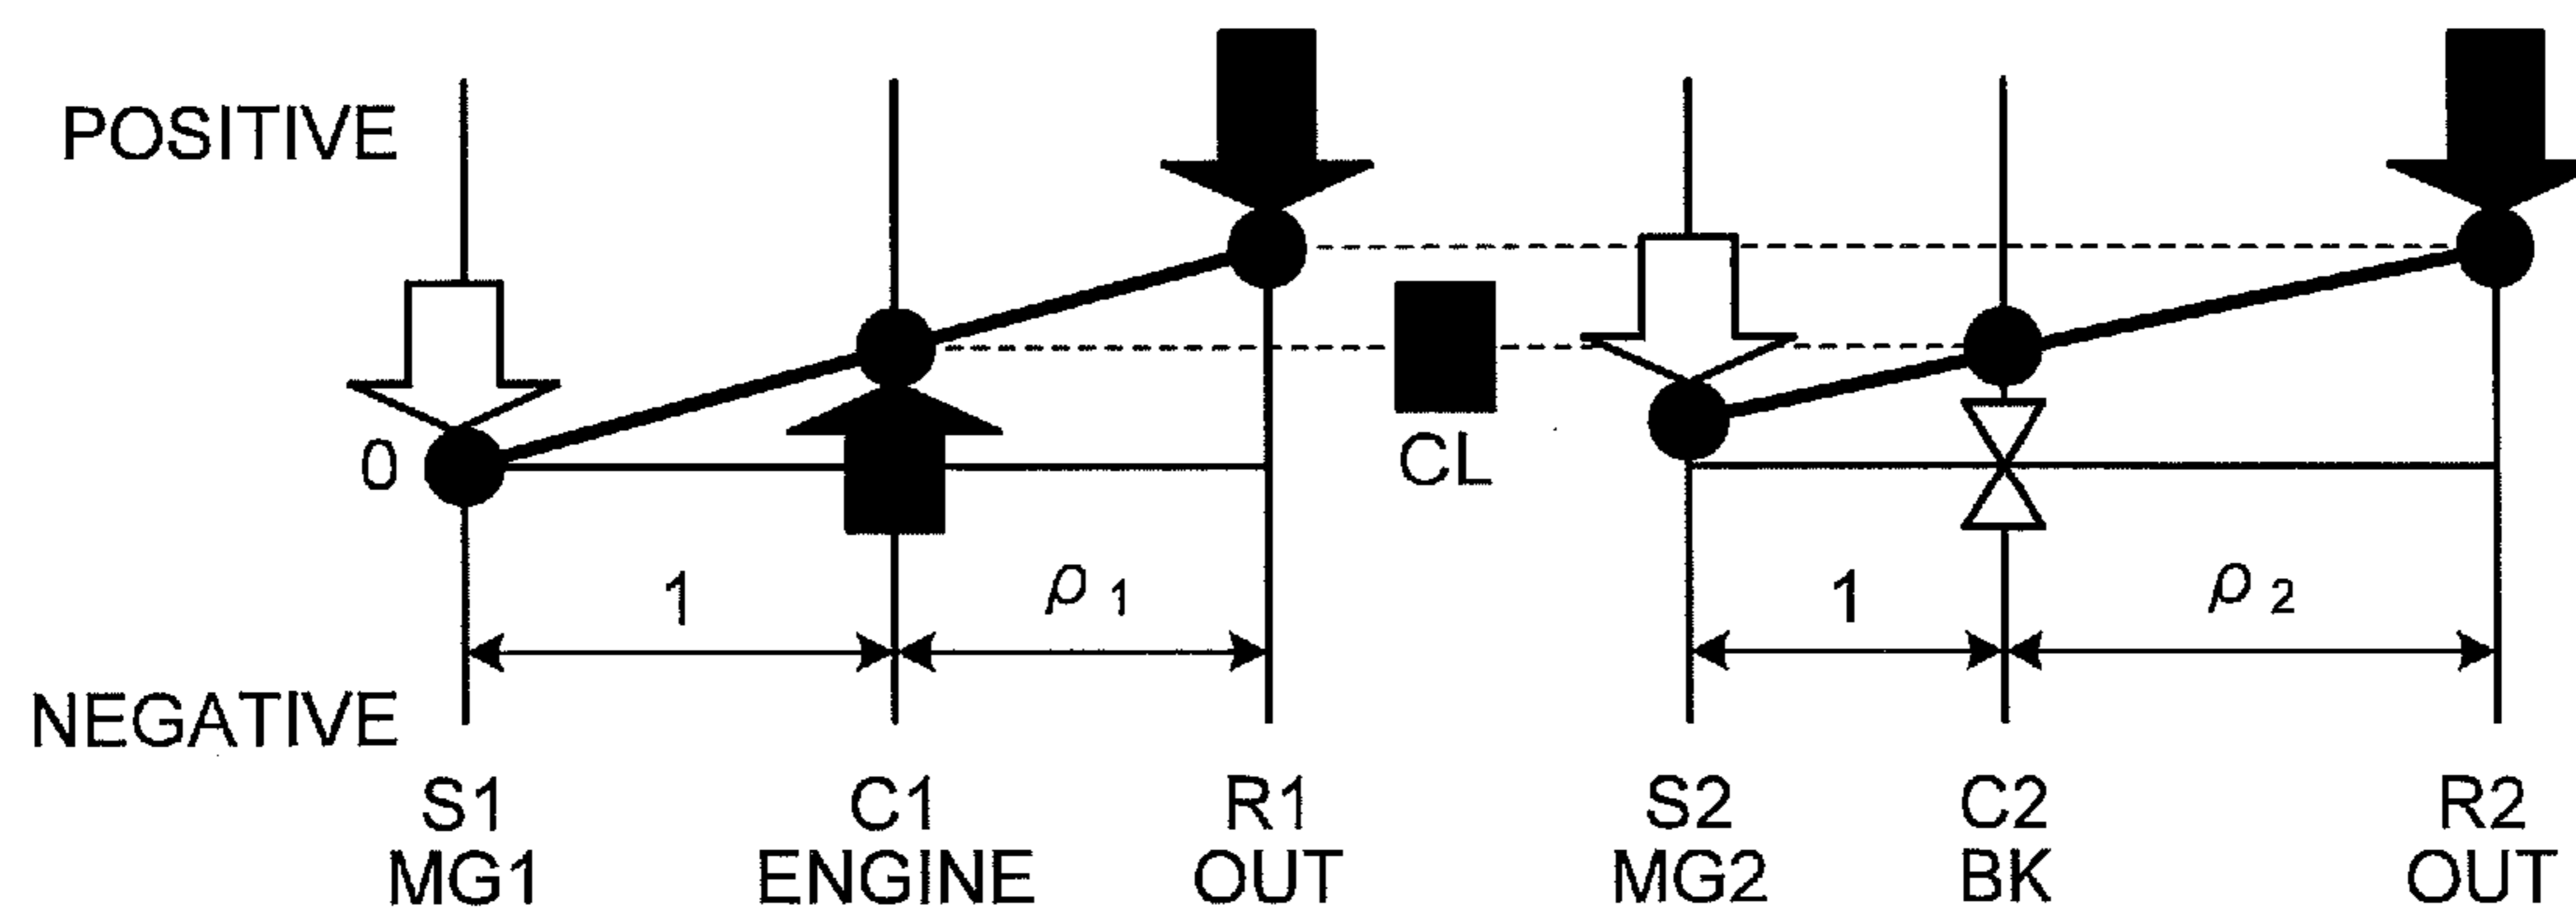 POSITIVE
0
CL
1
ρ 1
1
ρ 2
NEGATIVE
S1 C1 R1 S2 C2 R2
MG1 ENGINE OUT MG2 BK OUT